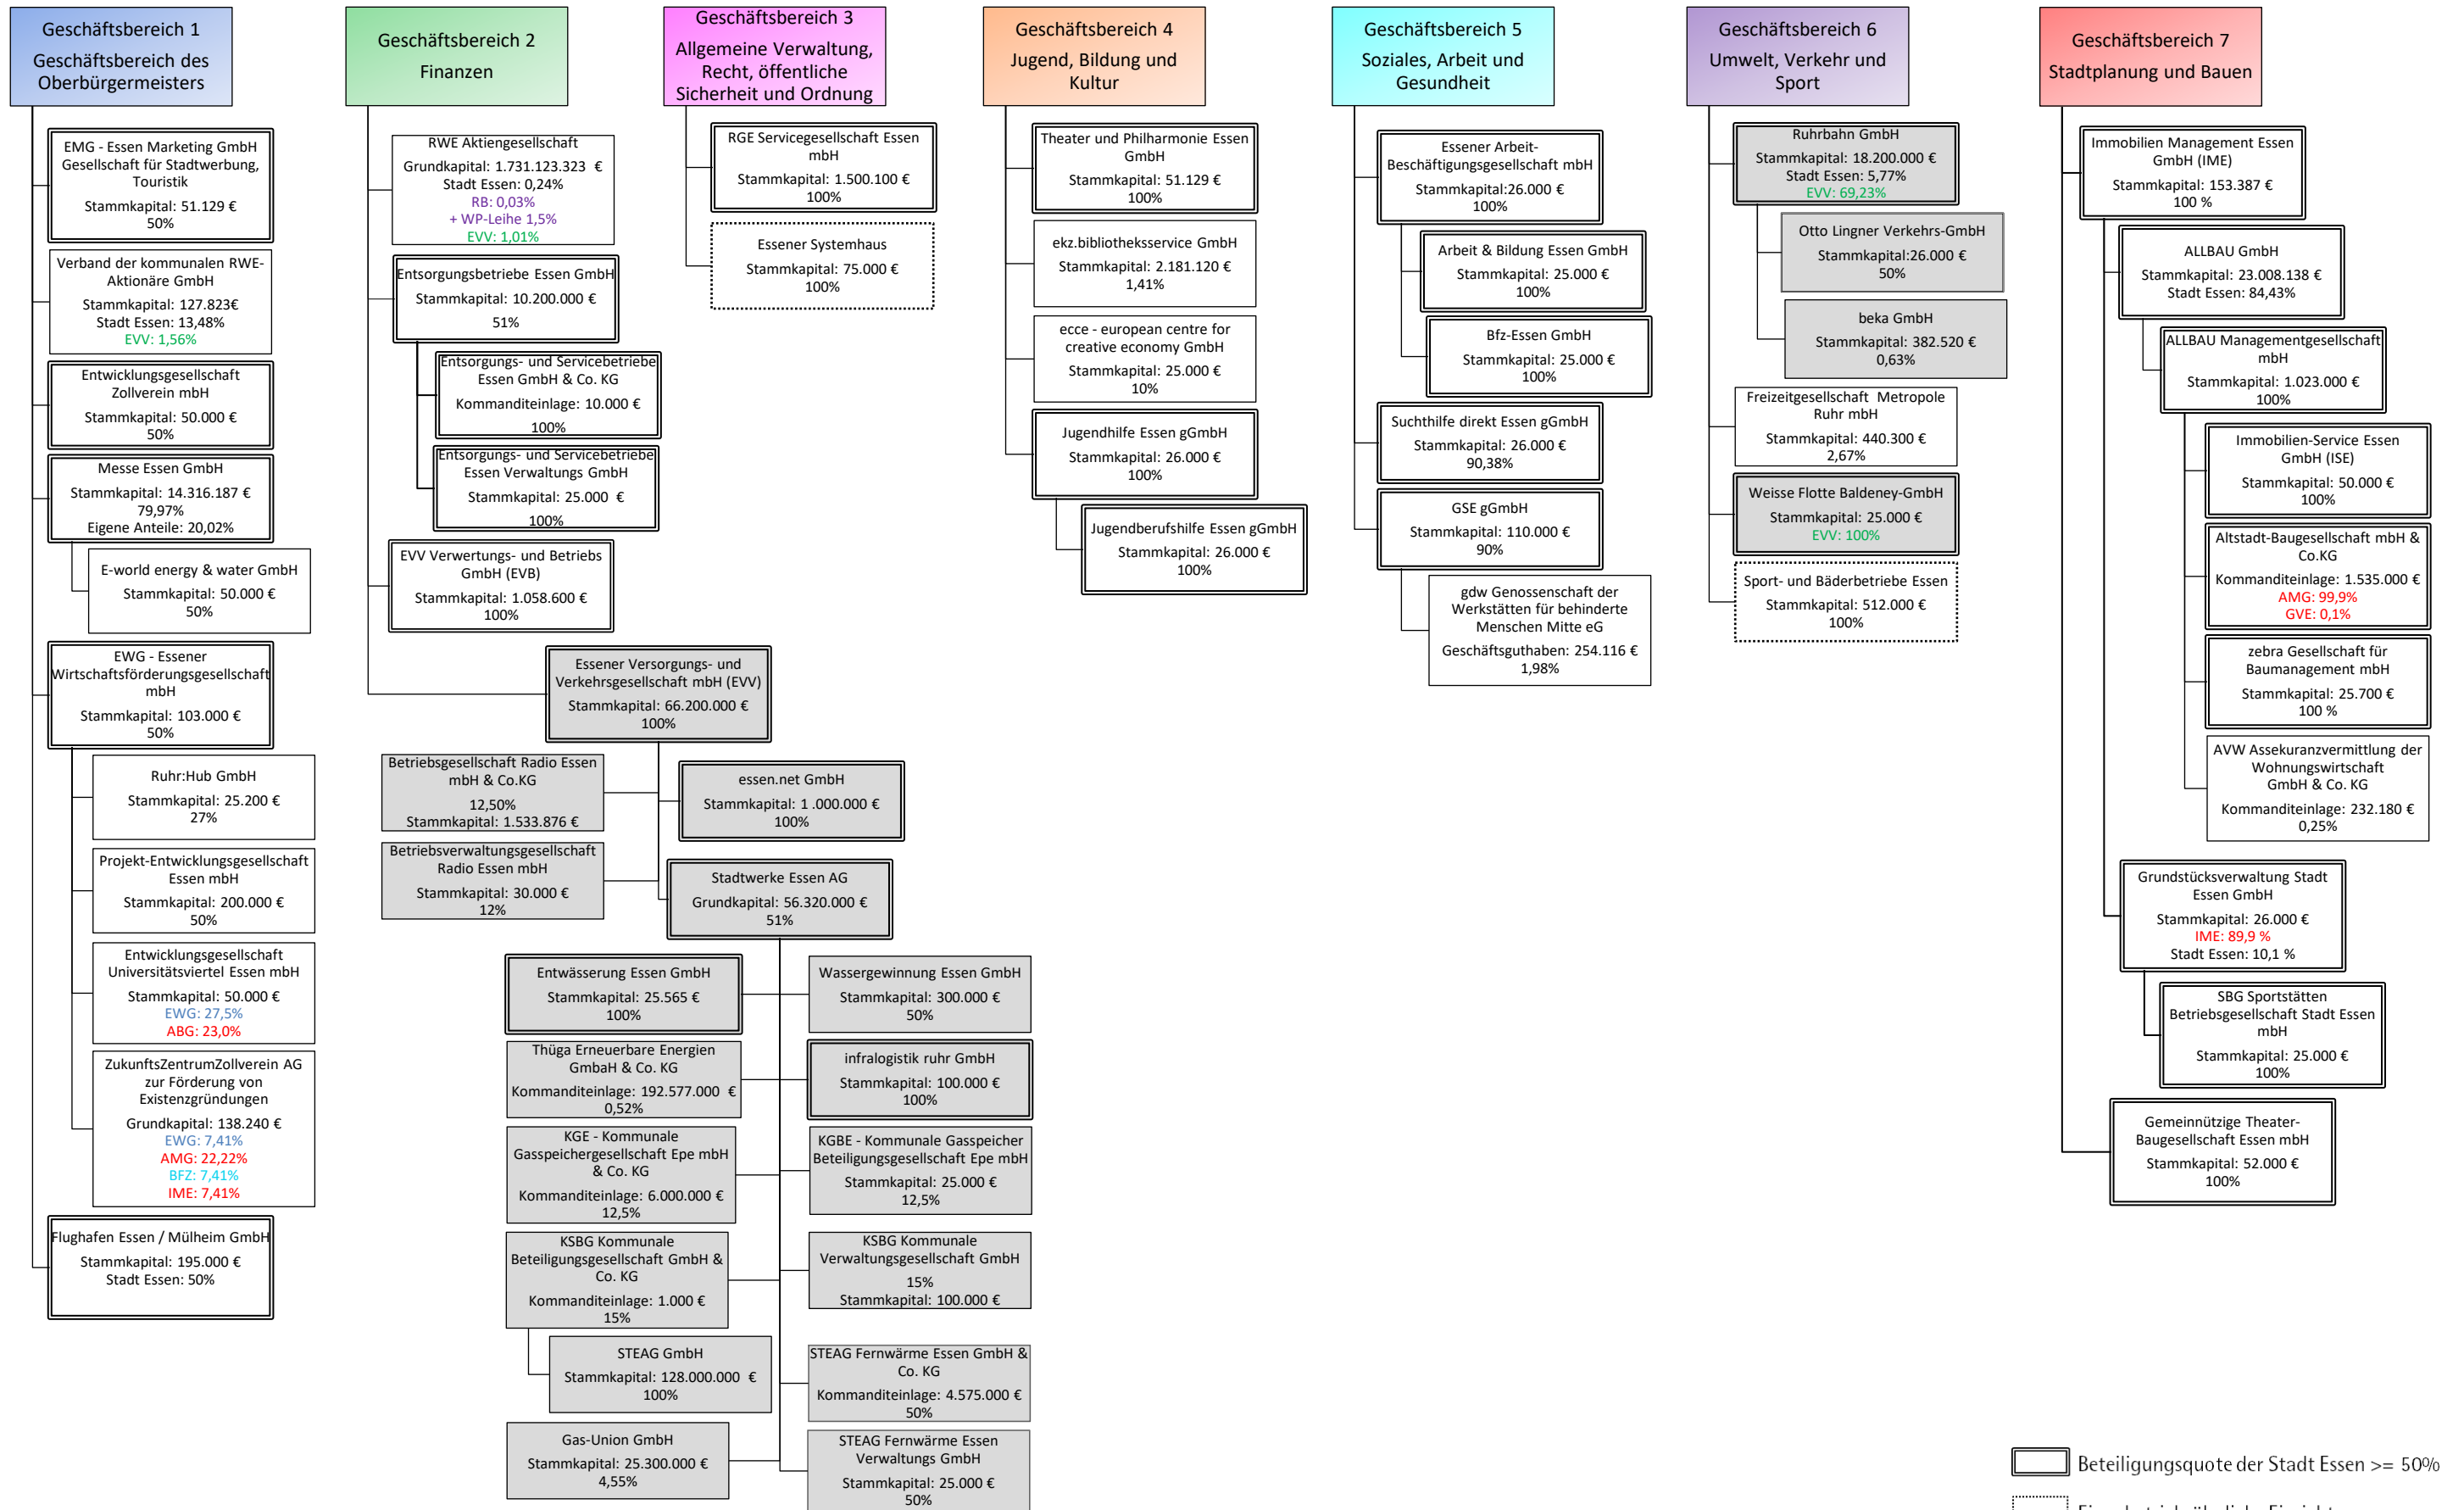 Geschäftsbereich 1
Geschäftsbereich des
Oberbürgermeisters
EMG - Essen Marketing GmbH
Gesellschaft für Stadtwerbung,
Touristik
Stammkapital: 51.129 €
50%
Verband der kommunalen RWE-
Aktionäre GmbH
Stammkapital: 127.823€
Stadt Essen: 13,48%
EVV: 1,56%
Entwicklungsgesellschaft
Zollverein mbH
Stammkapital: 50.000 €
50%
Messe Essen GmbH
Stammkapital: 14.316.187 €
79,97%
Eigene Anteile: 20,02%
E-world energy & water GmbH
Stammkapital: 50.000 €
50%
EWG - Essener
Wirtschaftsförderungsgesellschaft
mbH
Stammkapital: 103.000 €
50%
Ruhr:Hub GmbH
Stammkapital: 25.200 €
27%
Projekt-Entwicklungsgesellschaft
Essen mbH
Stammkapital: 200.000 €
50%
Entwicklungsgesellschaft
Universitätsviertel Essen mbH
Stammkapital: 50.000 €
EWG: 27,5%
ABG: 23,0%
ZukunftsZentrumZollverein AG
zur Förderung von
Existenzgründungen
Grundkapital: 138.240 €
EWG: 7,41%
AMG: 22,22%
BFZ: 7,41%
IME: 7,41%
Flughafen Essen / Mülheim GmbH
Stammkapital: 195.000 €
Stadt Essen: 50%
Geschäftsbereich 2
Finanzen
RWE Aktiengesellschaft
Grundkapital: 1.731.123.323 €
Stadt Essen: 0,24%
RB: 0,03%
+ WP-Leihe 1,5%
EVV: 1,01%
Entsorgungsbetriebe Essen GmbH
Stammkapital: 10.200.000 €
51%
Entsorgungs- und Servicebetriebe
Essen GmbH & Co. KG
Kommanditeinlage: 10.000 €
100%
Entsorgungs- und Servicebetriebe
Essen Verwaltungs GmbH
Stammkapital: 25.000 €
100%
EVV Verwertungs- und Betriebs
GmbH (EVB)
Stammkapital: 1.058.600 €
100%
Essener Versorgungs- und
Verkehrsgesellschaft mbH (EVV)
Stammkapital: 66.200.000 €
100%
Betriebsgesellschaft Radio Essen
mbH & Co.KG
12,50%
Stammkapital: 1.533.876 €
essen.net GmbH
Stammkapital: 1 .000.000 €
100%
Betriebsverwaltungsgesellschaft
Radio Essen mbH
Stammkapital: 30.000 €
12%
Stadtwerke Essen AG
Grundkapital: 56.320.000 €
51%
Entwässerung Essen GmbH
Stammkapital: 25.565 €
100%
Wassergewinnung Essen GmbH
Stammkapital: 300.000 €
50%
Thüga Erneuerbare Energien
GmbaH & Co. KG
Kommanditeinlage: 192.577.000 €
0,52%
infralogistik ruhr GmbH
Stammkapital: 100.000 €
100%
KGE - Kommunale
Gasspeichergesellschaft Epe mbH
& Co. KG
Kommanditeinlage: 6.000.000 €
12,5%
KGBE - Kommunale Gasspeicher
Beteiligungsgesellschaft Epe mbH
Stammkapital: 25.000 €
12,5%
KSBG Kommunale
Beteiligungsgesellschaft GmbH &
Co. KG
Kommanditeinlage: 1.000 €
15%
KSBG Kommunale
Verwaltungsgesellschaft GmbH
15%
Stammkapital: 100.000 €
STEAG GmbH
Stammkapital: 128.000.000 €
100%
STEAG Fernwärme Essen GmbH &
Co. KG
Kommanditeinlage: 4.575.000 €
50%
Gas-Union GmbH
Stammkapital: 25.300.000 €
4,55%
STEAG Fernwärme Essen
Verwaltungs GmbH
Stammkapital: 25.000 €
50%
Geschäftsbereich 3
Allgemeine Verwaltung,
Recht, öffentliche
Sicherheit und Ordnung
RGE Servicegesellschaft Essen
mbH
Stammkapital: 1.500.100 €
100%
Essener Systemhaus
Stammkapital: 75.000 €
100%
Geschäftsbereich 4
Jugend, Bildung und
Kultur
Theater und Philharmonie Essen
GmbH
Stammkapital: 51.129 €
100%
ekz.bibliotheksservice GmbH
Stammkapital: 2.181.120 €
1,41%
ecce - european centre for
creative economy GmbH
Stammkapital: 25.000 €
10%
Jugendhilfe Essen gGmbH
Stammkapital: 26.000 €
100%
Jugendberufshilfe Essen gGmbH
Stammkapital: 26.000 €
100%
Geschäftsbereich 5
Soziales, Arbeit und
Gesundheit
Essener Arbeit-
Beschäftigungsgesellschaft mbH
Stammkapital:26.000 €
100%
Arbeit & Bildung Essen GmbH
Stammkapital: 25.000 €
100%
Bfz-Essen GmbH
Stammkapital: 25.000 €
100%
Suchthilfe direkt Essen gGmbH
Stammkapital: 26.000 €
90,38%
GSE gGmbH
Stammkapital: 110.000 €
90%
gdw Genossenschaft der
Werkstätten für behinderte
Menschen Mitte eG
Geschäftsguthaben: 254.116 €
1,98%
Geschäftsbereich 6
Umwelt, Verkehr und
Sport
Ruhrbahn GmbH
Stammkapital: 18.200.000 €
Stadt Essen: 5,77%
EVV: 69,23%
Otto Lingner Verkehrs-GmbH
Stammkapital:26.000 €
50%
beka GmbH
Stammkapital: 382.520 €
0,63%
Freizeitgesellschaft Metropole
Ruhr mbH
Stammkapital: 440.300 €
2,67%
Weisse Flotte Baldeney-GmbH
Stammkapital: 25.000 €
EVV: 100%
Sport- und Bäderbetriebe Essen
Stammkapital: 512.000 €
100%
Geschäftsbereich 7
Stadtplanung und Bauen
Immobilien Management Essen
GmbH (IME)
Stammkapital: 153.387 €
100 %
ALLBAU GmbH
Stammkapital: 23.008.138 €
Stadt Essen: 84,43%
ALLBAU Managementgesellschaft
mbH
Stammkapital: 1.023.000 €
100%
Immobilien-Service Essen
GmbH (ISE)
Stammkapital: 50.000 €
100%
Altstadt-Baugesellschaft mbH &
Co.KG
Kommanditeinlage: 1.535.000 €
AMG: 99,9%
GVE: 0,1%
zebra Gesellschaft für
Baumanagement mbH
Stammkapital: 25.700 €
100 %
AVW Assekuranzvermittlung der
Wohnungswirtschaft
GmbH & Co. KG
Kommanditeinlage: 232.180 €
0,25%
Grundstücksverwaltung Stadt
Essen GmbH
Stammkapital: 26.000 €
IME: 89,9 %
Stadt Essen: 10,1 %
SBG Sportstätten
Betriebsgesellschaft Stadt Essen
mbH
Stammkapital: 25.000 €
100%
Gemeinnützige Theater-
Baugesellschaft Essen mbH
Stammkapital: 52.000 €
100%
Beteiligungsquote der Stadt Essen >= 50%